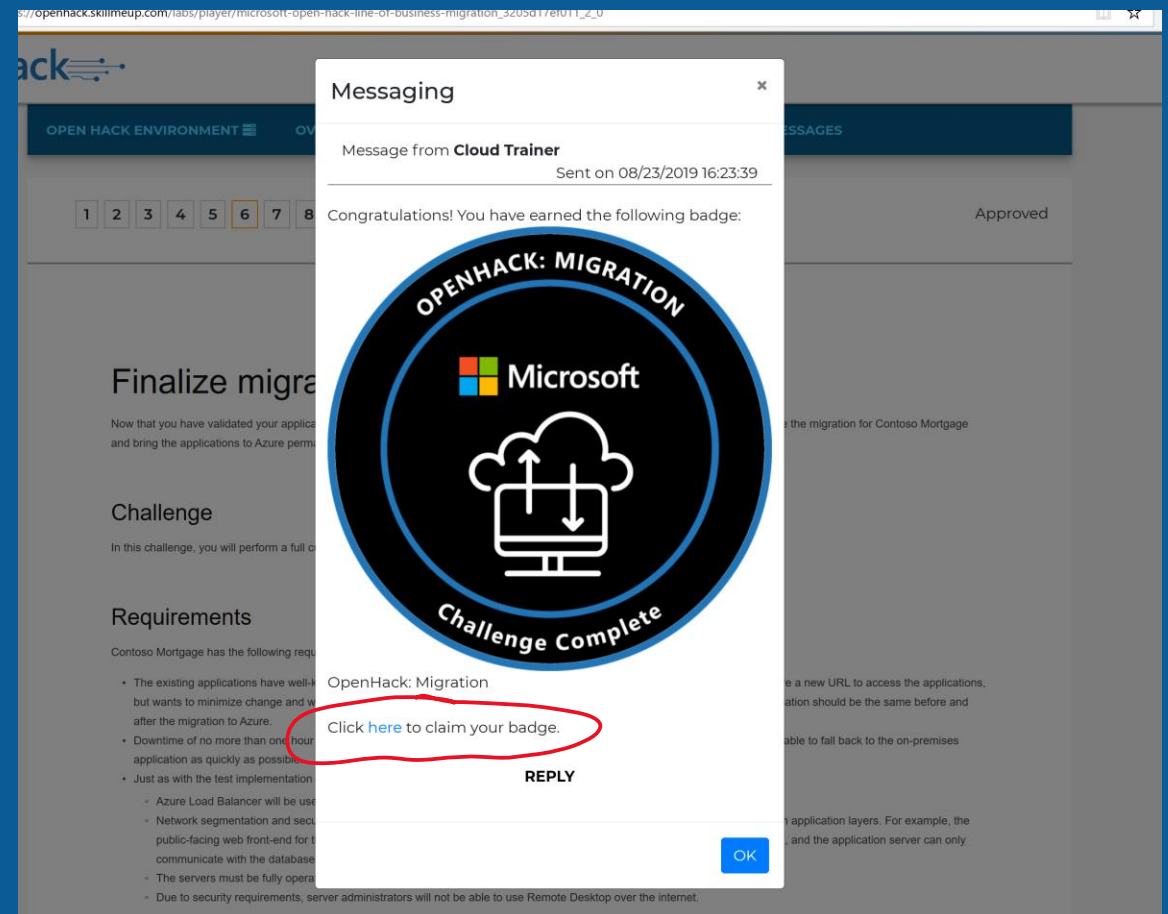 s://openhack.skillmeup.com/labs/player/microsoft-open-hack-line-of-business-migration_3205d17ef011_2_0
ack
OPEN HACK ENVIRONMENT
OV
ESSAGES
1 2 3 4 5 6 7 8
Approved
Messaging ×
Message from Cloud Trainer
Sent on 08/23/2019 16:23:39
Congratulations! You have earned the following badge:
OPENHACK: MIGRATION
Microsoft
Challenge Complete
OpenHack: Migration
Click here to claim your badge.
REPLY
OK
Finalize migra
Now that you have validated your applica
e the migration for Contoso Mortgage
and bring the applications to Azure perma
Challenge
In this challenge, you will perform a full c
Requirements
Contoso Mortgage has the following requ
• The existing applications have well-k
e a new URL to access the applications,
but wants to minimize change and w
ation should be the same before and
after the migration to Azure.
• Downtime of no more than one hour
able to fall back to the on-premises
application as quickly as possible
• Just as with the test implementation
Azure Load Balancer will be use
Network segmentation and secu
n application layers. For example, the
public-facing web front-end for t
, and the application server can only
communicate with the database
The servers must be fully opera
Due to security requirements, server administrators will not be able to use Remote Desktop over the internet.